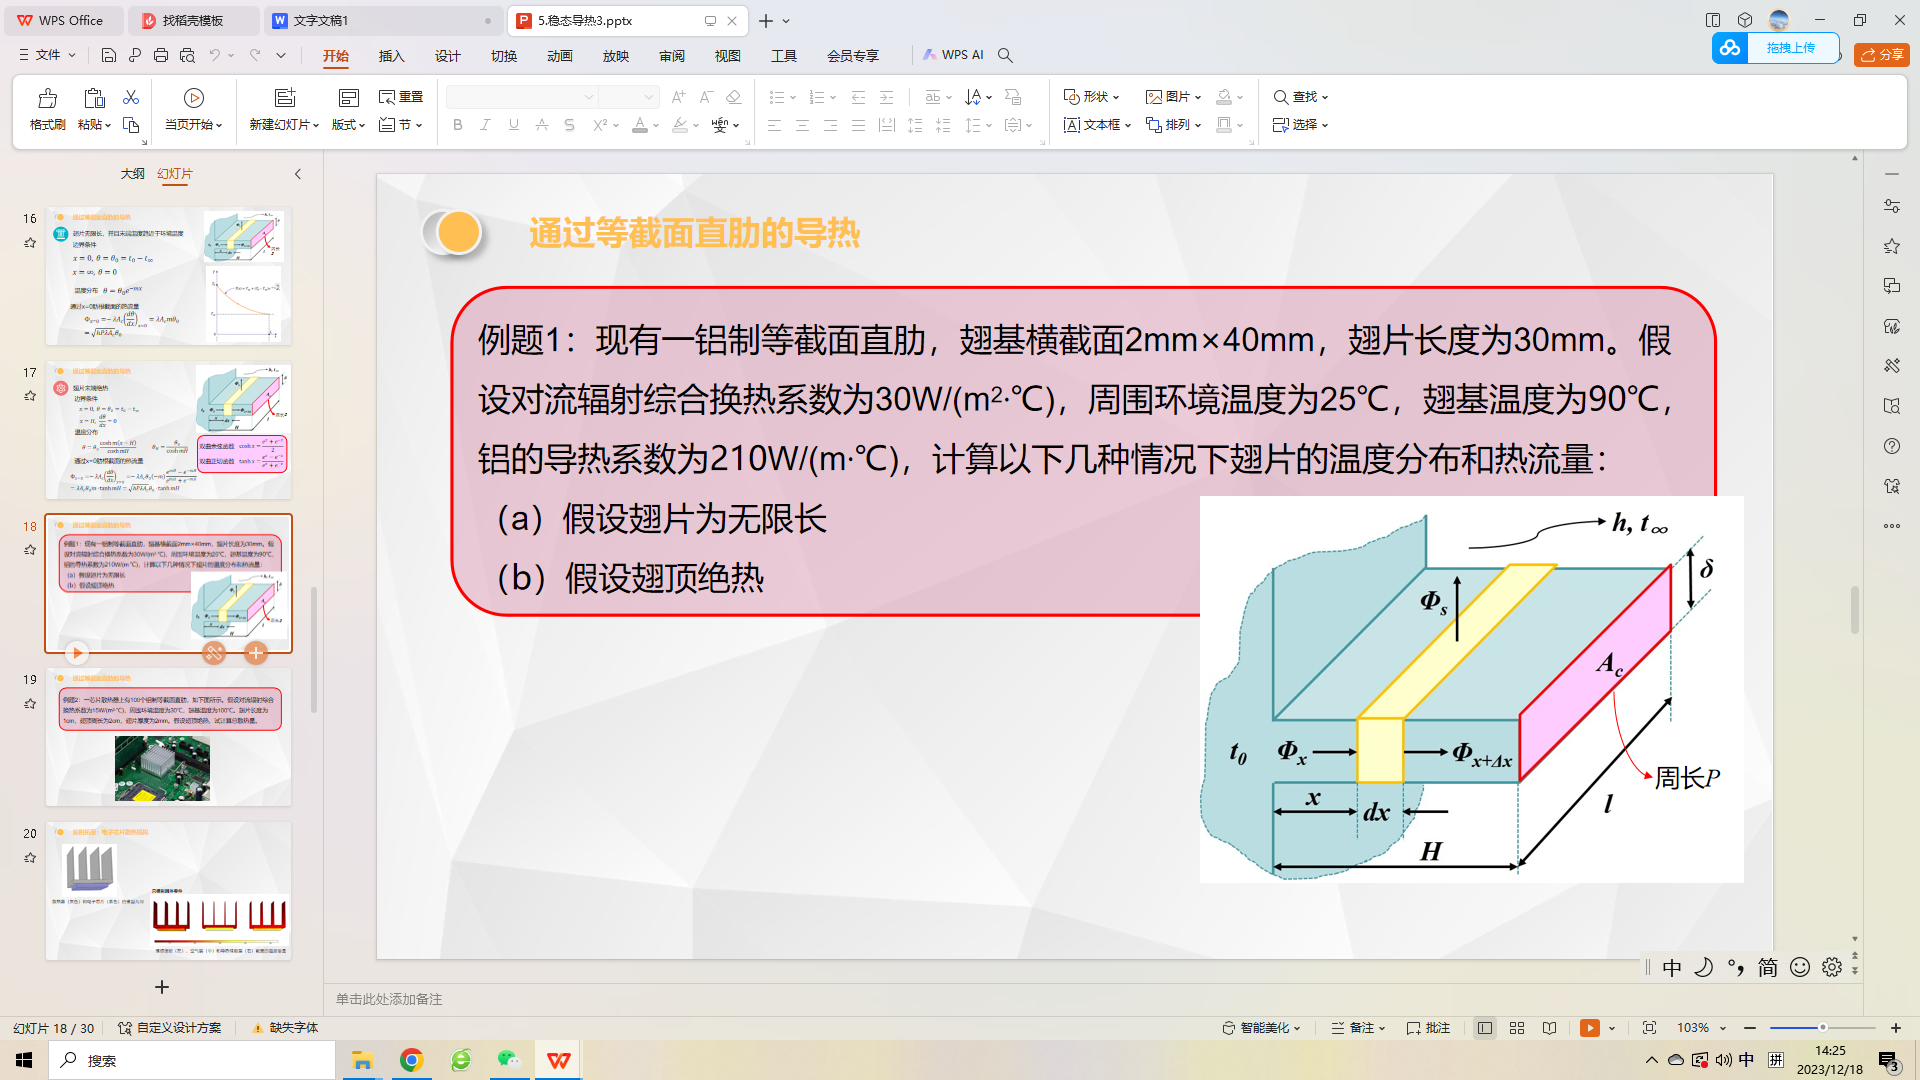 WPS Office
找稻壳模板
文字文稿1
5.稳态导热3.pptx
文件
开始
插入
设计
切换
动画
放映
审阅
视图
工具
会员专享
WPS AI
拖拽上传
分享
格式刷
粘贴
当页开始
新建幻灯片
版式
重置
节
形状
图片
查找
文本框
排列
选择
大纲
幻灯片
16
17
18
19
20
通过等截面直肋的导热
例题1：现有一铝制等截面直肋，翅基横截面2mm×40mm，翅片长度为30mm。假
设对流辐射综合换热系数为30W/(m²·℃)，周围环境温度为25℃，翅基温度为90℃，
铝的导热系数为210W/(m·℃)，计算以下几种情况下翅片的温度分布和热流量：
（a）假设翅片为无限长
（b）假设翅顶绝热
h, t∞
δ
Φs
Ac
t0
Φx
Φx+Δx
周长P
x
dx
l
H
单击此处添加备注
中
简
幻灯片 18 / 30
自定义设计方案
缺失字体
智能美化
备注
批注
103%
搜索
中
拼
14:25
2023/12/18
3